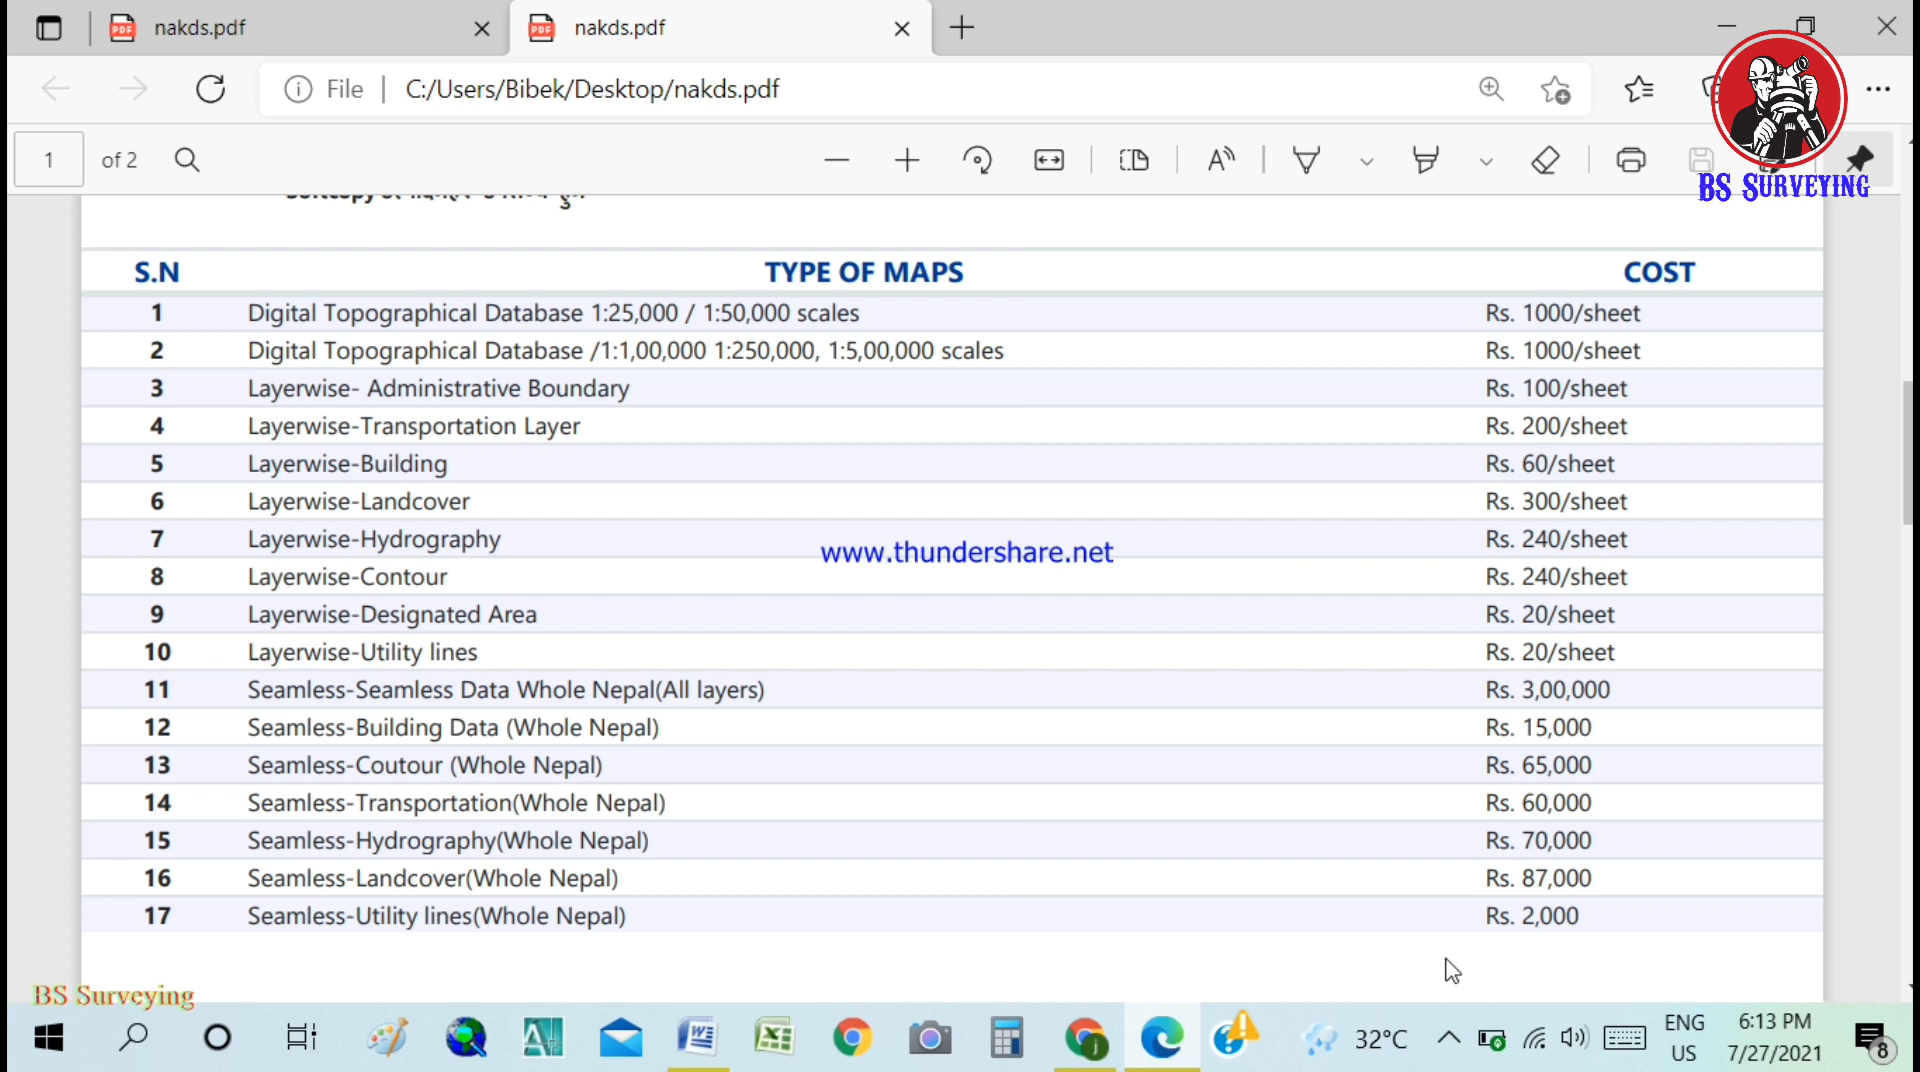 nakds.pdf
nakds.pdf
File
C:/Users/Bibek/Desktop/nakds.pdf
1 of 2
BS SURVEYING
S.N TYPE OF MAPS COST
1 Digital Topographical Database 1:25,000 / 1:50,000 scales Rs. 1000/sheet
2 Digital Topographical Database /1:1,00,000 1:250,000, 1:5,00,000 scales Rs. 1000/sheet
3 Layerwise- Administrative Boundary Rs. 100/sheet
4 Layerwise-Transportation Layer Rs. 200/sheet
5 Layerwise-Building Rs. 60/sheet
6 Layerwise-Landcover Rs. 300/sheet
7 Layerwise-Hydrography Rs. 240/sheet
www.thundershare.net
8 Layerwise-Contour Rs. 240/sheet
9 Layerwise-Designated Area Rs. 20/sheet
10 Layerwise-Utility lines Rs. 20/sheet
11 Seamless-Seamless Data Whole Nepal(All layers) Rs. 3,00,000
12 Seamless-Building Data (Whole Nepal) Rs. 15,000
13 Seamless-Coutour (Whole Nepal) Rs. 65,000
14 Seamless-Transportation(Whole Nepal) Rs. 60,000
15 Seamless-Hydrography(Whole Nepal) Rs. 70,000
16 Seamless-Landcover(Whole Nepal) Rs. 87,000
17 Seamless-Utility lines(Whole Nepal) Rs. 2,000
BS Surveying
32°C
ENG
US
6:13 PM
7/27/2021
8